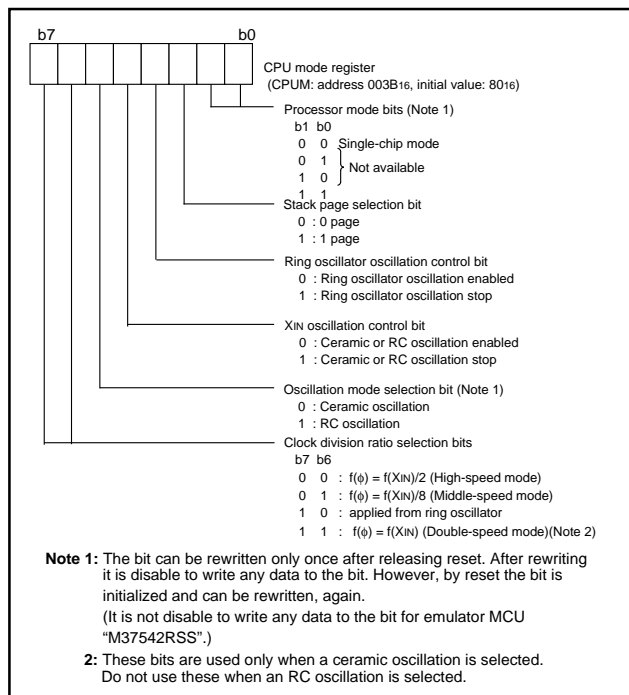 b7 b0
CPU mode register
(CPUM: address 003B16, initial value: 8016)
Processor mode bits (Note 1)
b1 b0
0 0 Single-chip mode
0 1
Not available
1 0
1 1
Stack page selection bit
0 : 0 page
1 : 1 page
Ring oscillator oscillation control bit
0 : Ring oscillator oscillation enabled
1 : Ring oscillator oscillation stop
XIN oscillation control bit
0 : Ceramic or RC oscillation enabled
1 : Ceramic or RC oscillation stop
Oscillation mode selection bit (Note 1)
0 : Ceramic oscillation
1 : RC oscillation
Clock division ratio selection bits
b7 b6
0 0 : f(φ) = f(XIN)/2 (High-speed mode)
0 1 : f(φ) = f(XIN)/8 (Middle-speed mode)
1 0 : applied from ring oscillator
1 1 : f(φ) = f(XIN) (Double-speed mode)(Note 2)
Note 1: The bit can be rewritten only once after releasing reset. After rewriting
it is disable to write any data to the bit. However, by reset the bit is
initialized and can be rewritten, again.
(It is not disable to write any data to the bit for emulator MCU
“M37542RSS”.)
2: These bits are used only when a ceramic oscillation is selected.
Do not use these when an RC oscillation is selected.